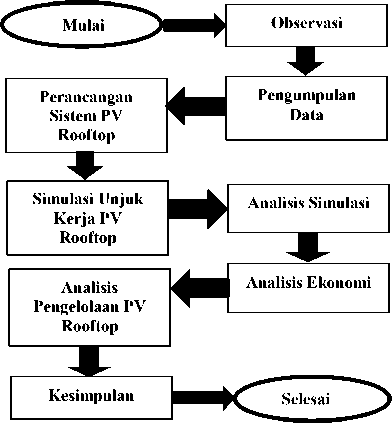 Mulai
Observasi
Pengumpulan
Data
Perancangan
Sistem PV
Rooftop
Simulasi Unjuk
Kerja PV
Rooftop
Analisis Simulasi
Analisis Ekonomi
Analisis
Pengelolaan PV
Rooftop
Kesimpulan
Selesai